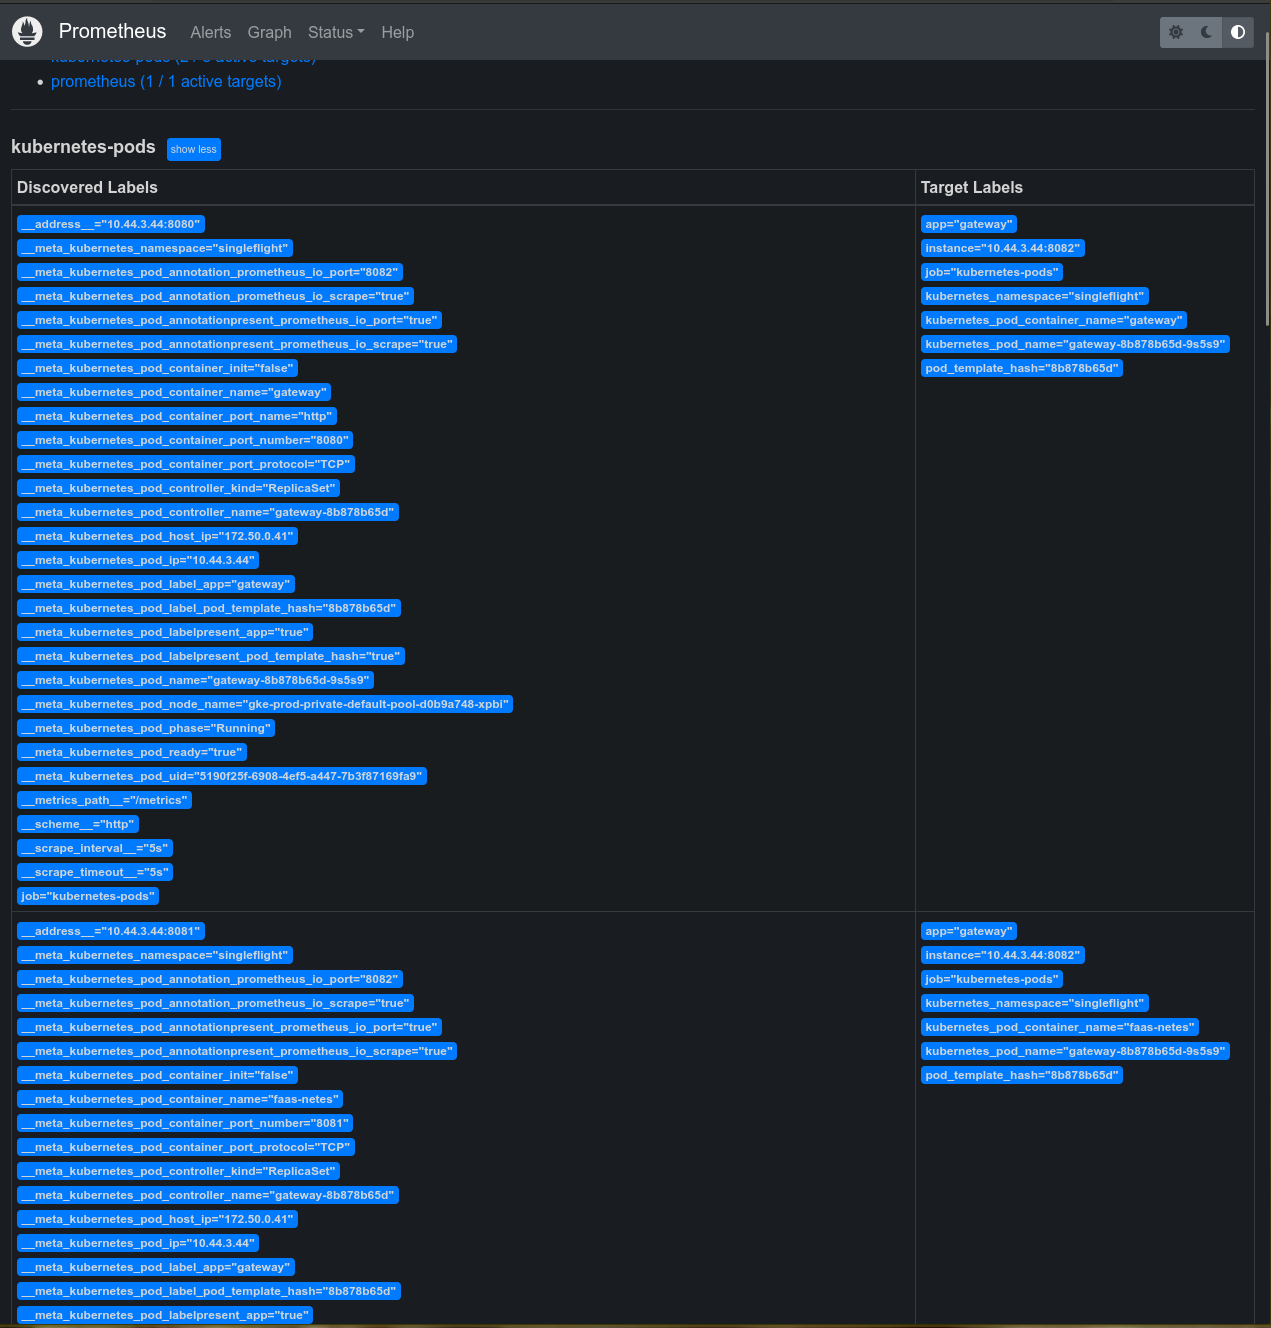 Prometheus Alerts Graph Status Help
prometheus (1 / 1 active targets)
kubernetes-pods show less
Discovered Labels
Target Labels
__address__="10.44.3.44:8080"
__meta_kubernetes_namespace="singleflight"
__meta_kubernetes_pod_annotation_prometheus_io_port="8082"
__meta_kubernetes_pod_annotation_prometheus_io_scrape="true"
__meta_kubernetes_pod_annotationpresent_prometheus_io_port="true"
__meta_kubernetes_pod_annotationpresent_prometheus_io_scrape="true"
__meta_kubernetes_pod_container_init="false"
__meta_kubernetes_pod_container_name="gateway"
__meta_kubernetes_pod_container_port_name="http"
__meta_kubernetes_pod_container_port_number="8080"
__meta_kubernetes_pod_container_port_protocol="TCP"
__meta_kubernetes_pod_controller_kind="ReplicaSet"
__meta_kubernetes_pod_controller_name="gateway-8b878b65d"
__meta_kubernetes_pod_host_ip="172.50.0.41"
__meta_kubernetes_pod_ip="10.44.3.44"
__meta_kubernetes_pod_label_app="gateway"
__meta_kubernetes_pod_label_pod_template_hash="8b878b65d"
__meta_kubernetes_pod_labelpresent_app="true"
__meta_kubernetes_pod_labelpresent_pod_template_hash="true"
__meta_kubernetes_pod_name="gateway-8b878b65d-9s5s9"
__meta_kubernetes_pod_node_name="gke-prod-private-default-pool-d0b9a748-xpbi"
__meta_kubernetes_pod_phase="Running"
__meta_kubernetes_pod_ready="true"
__meta_kubernetes_pod_uid="5190f25f-6908-4ef5-a447-7b3f87169fa9"
__metrics_path__="/metrics"
__scheme__="http"
__scrape_interval__="5s"
__scrape_timeout__="5s"
job="kubernetes-pods"
app="gateway"
instance="10.44.3.44:8082"
job="kubernetes-pods"
kubernetes_namespace="singleflight"
kubernetes_pod_container_name="gateway"
kubernetes_pod_name="gateway-8b878b65d-9s5s9"
pod_template_hash="8b878b65d"
__address__="10.44.3.44:8081"
__meta_kubernetes_namespace="singleflight"
__meta_kubernetes_pod_annotation_prometheus_io_port="8082"
__meta_kubernetes_pod_annotation_prometheus_io_scrape="true"
__meta_kubernetes_pod_annotationpresent_prometheus_io_port="true"
__meta_kubernetes_pod_annotationpresent_prometheus_io_scrape="true"
__meta_kubernetes_pod_container_init="false"
__meta_kubernetes_pod_container_name="faas-netes"
__meta_kubernetes_pod_container_port_number="8081"
__meta_kubernetes_pod_container_port_protocol="TCP"
__meta_kubernetes_pod_controller_kind="ReplicaSet"
__meta_kubernetes_pod_controller_name="gateway-8b878b65d"
__meta_kubernetes_pod_host_ip="172.50.0.41"
__meta_kubernetes_pod_ip="10.44.3.44"
__meta_kubernetes_pod_label_app="gateway"
__meta_kubernetes_pod_label_pod_template_hash="8b878b65d"
__meta_kubernetes_pod_labelpresent_app="true"
app="gateway"
instance="10.44.3.44:8082"
job="kubernetes-pods"
kubernetes_namespace="singleflight"
kubernetes_pod_container_name="faas-netes"
kubernetes_pod_name="gateway-8b878b65d-9s5s9"
pod_template_hash="8b878b65d"